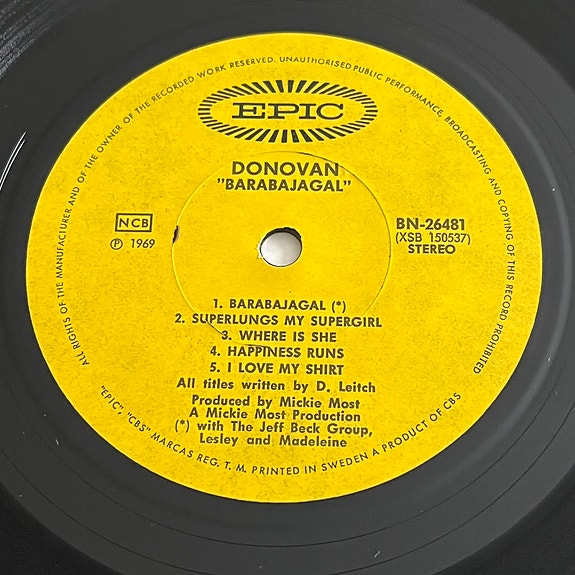 ALL RIGHTS OF THE MANUFACTURER AND OF THE OWNER OF THE RECORDED WORK RESERVED. UNAUTHORISED PUBLIC PERFORMANCE, BROADCASTING AND COPYING OF THIS RECORD PROHIBITED
EPIC
DONOVAN
"BARABAJAGAL"
NCB
Ⓟ 1969
BN-26481
(XSB 150537)
STEREO
1. BARABAJAGAL (*)
2. SUPERLUNGS MY SUPERGIRL
3. WHERE IS SHE
4. HAPPINESS RUNS
5. I LOVE MY SHIRT
All titles written by D. Leitch
Produced by Mickie Most
A Mickie Most Production
(*) with The Jeff Beck Group,
Lesley and Madeleine
"EPIC", "CBS" MARCAS REG. T. M. PRINTED IN SWEDEN A PRODUCT OF CBS